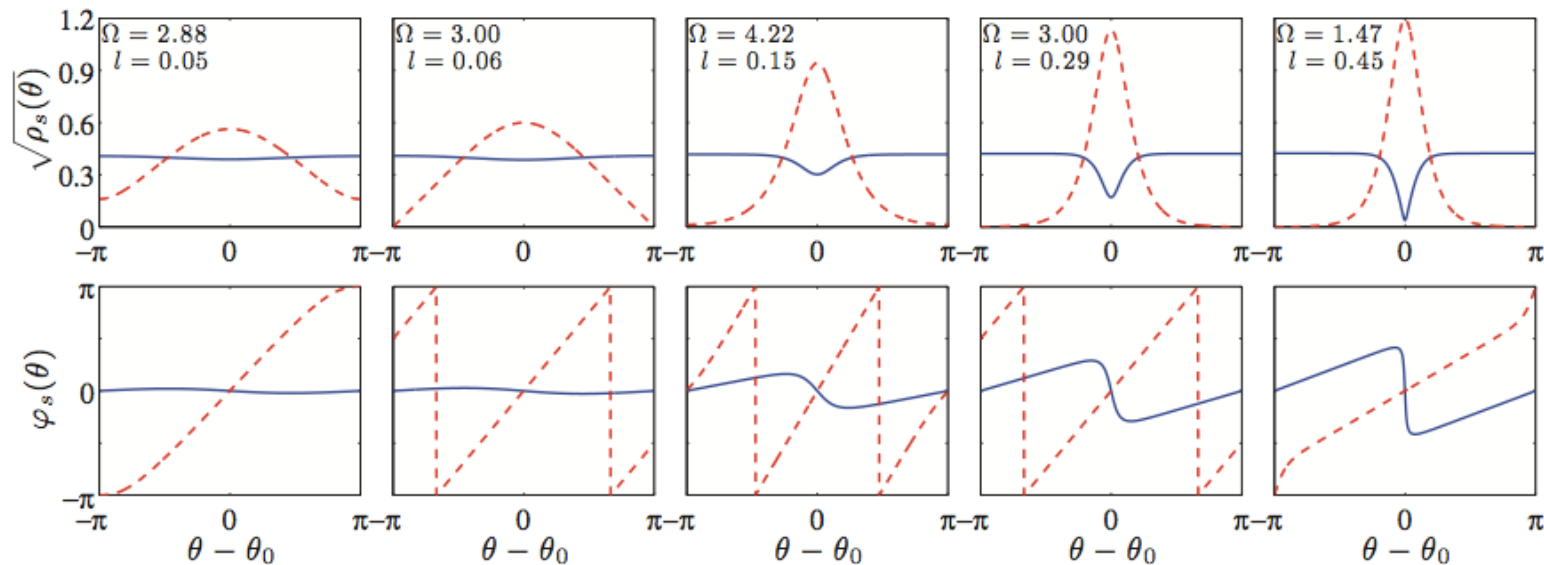 √ρs(θ)
1.2
0.9
0.6
0.3
0
Ω = 2.88
l = 0.05
Ω = 3.00
l = 0.06
Ω = 4.22
l = 0.15
Ω = 3.00
l = 0.29
Ω = 1.47
l = 0.45
−π 0 π−π 0 π−π 0 π−π 0 π−π 0 π
φs(θ)
π
0
−π
−π 0 π−π 0 π−π 0 π−π 0 π−π 0 π
θ − θ0 θ − θ0 θ − θ0 θ − θ0 θ − θ0